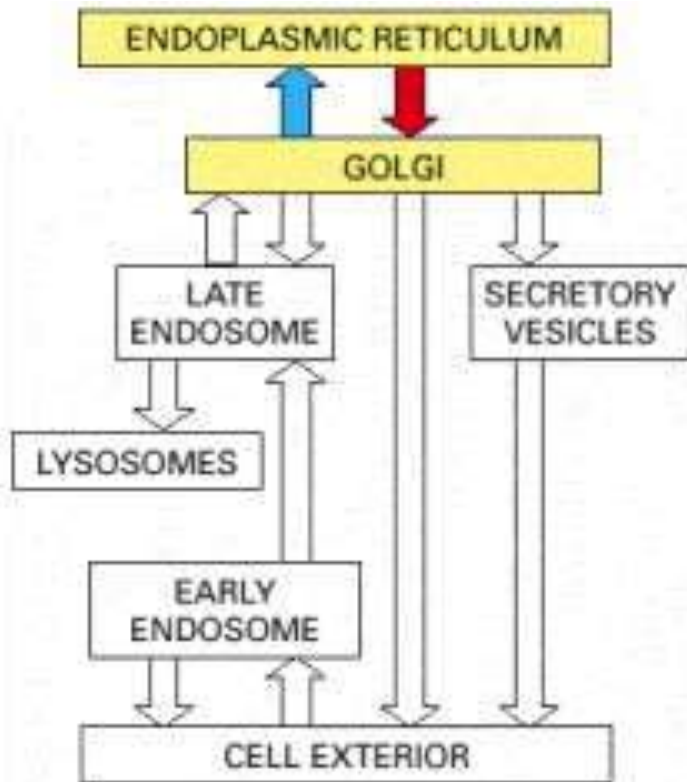 ENDOPLASMIC RETICULUM
GOLGI
LATE
ENDOSOME
SECRETORY
VESICLES
LYSOSOMES
EARLY
ENDOSOME
CELL EXTERIOR